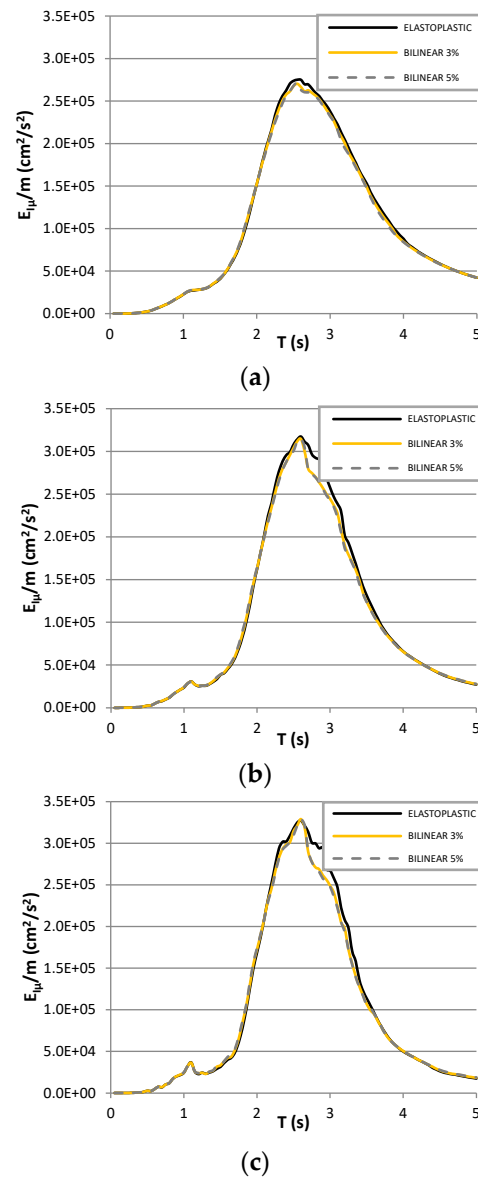 3.5E+05
3.0E+05
2.5E+05
2.0E+05
1.5E+05
1.0E+05
5.0E+04
0.0E+00
E_Iμ/m (cm²/s²)
ELASTOPLASTIC
BILINEAR 3%
BILINEAR 5%
0 1 2 3 4 5
T (s)
(a)
3.5E+05
3.0E+05
2.5E+05
2.0E+05
1.5E+05
1.0E+05
5.0E+04
0.0E+00
E_Iμ/m (cm²/s²)
ELASTOPLASTIC
BILINEAR 3%
BILINEAR 5%
0 1 2 3 4 5
T (s)
(b)
3.5E+05
3.0E+05
2.5E+05
2.0E+05
1.5E+05
1.0E+05
5.0E+04
0.0E+00
E_Iμ/m (cm²/s²)
ELASTOPLASTIC
BILINEAR 3%
BILINEAR 5%
0 1 2 3 4 5
T (s)
(c)